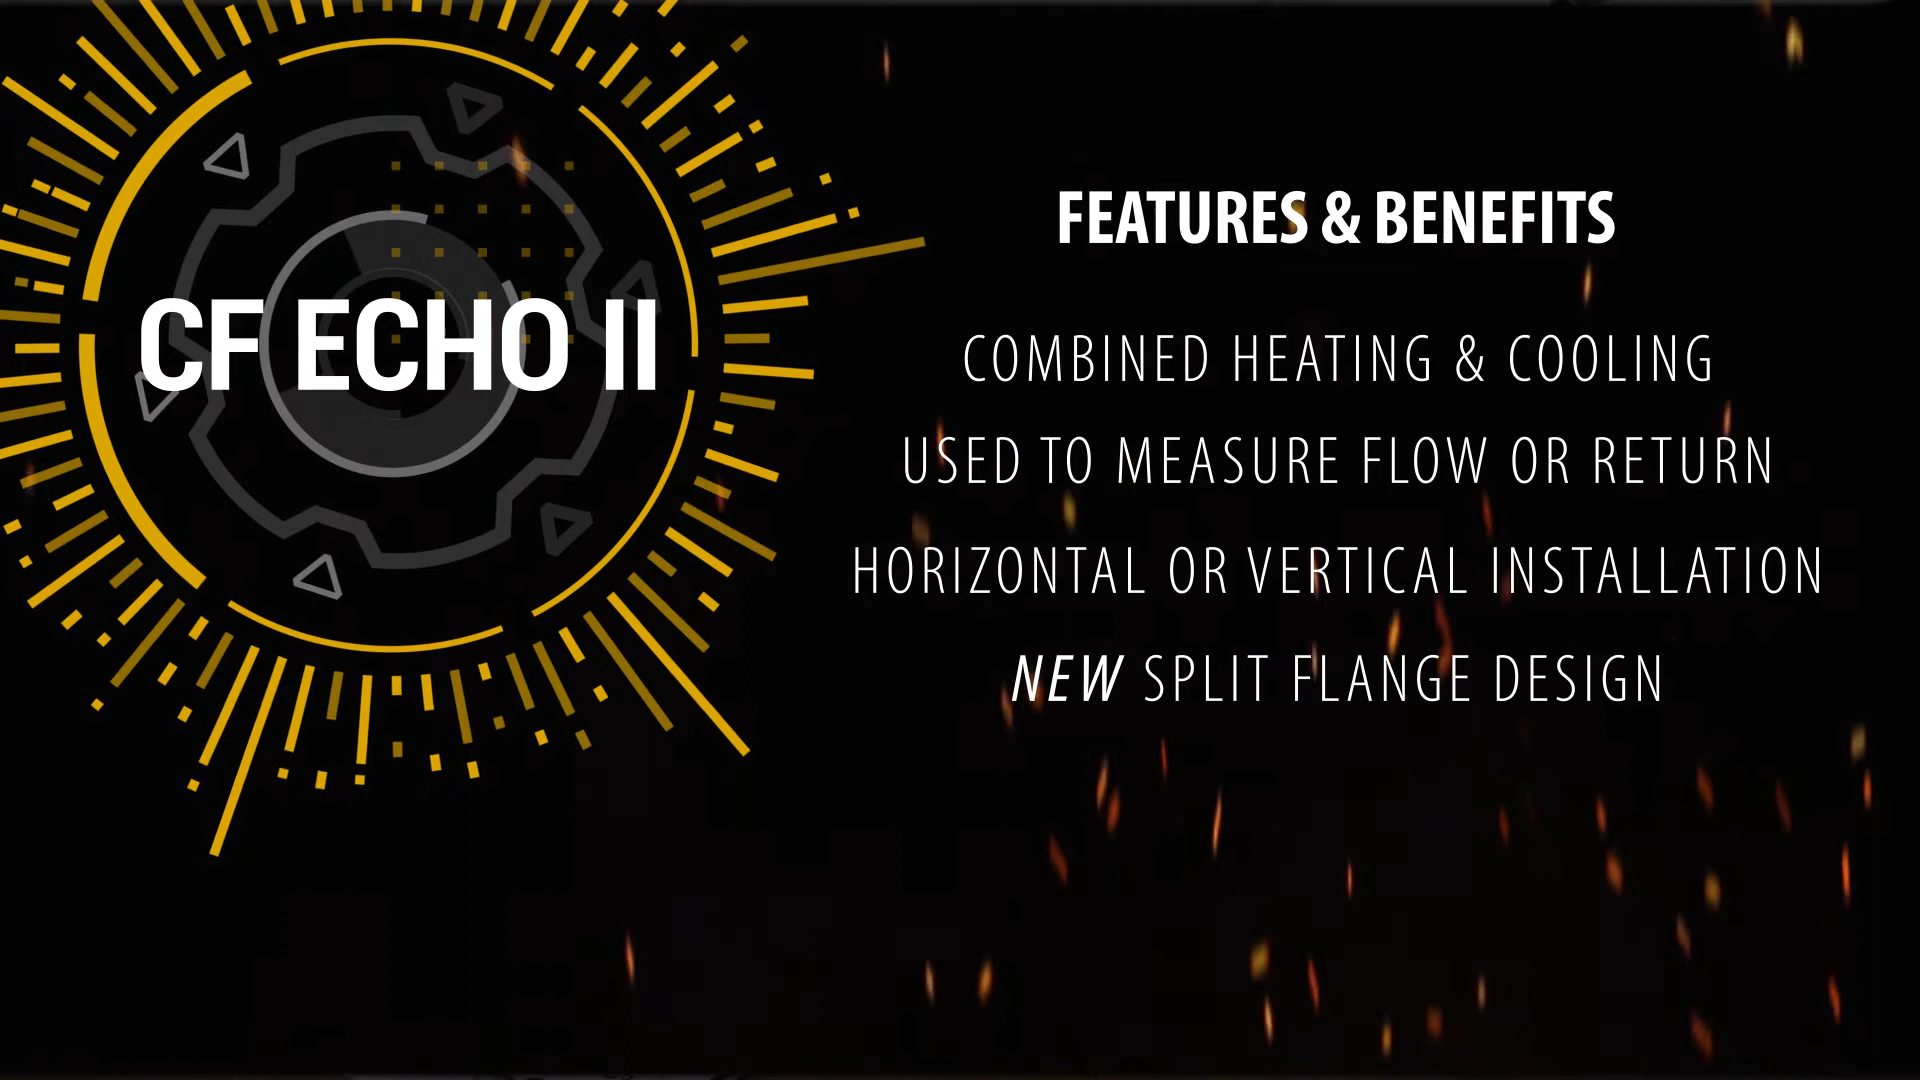 CF ECHO II
FEATURES & BENEFITS
COMBINED HEATING & COOLING
USED TO MEASURE FLOW OR RETURN
HORIZONTAL OR VERTICAL INSTALLATION
NEW SPLIT FLANGE DESIGN